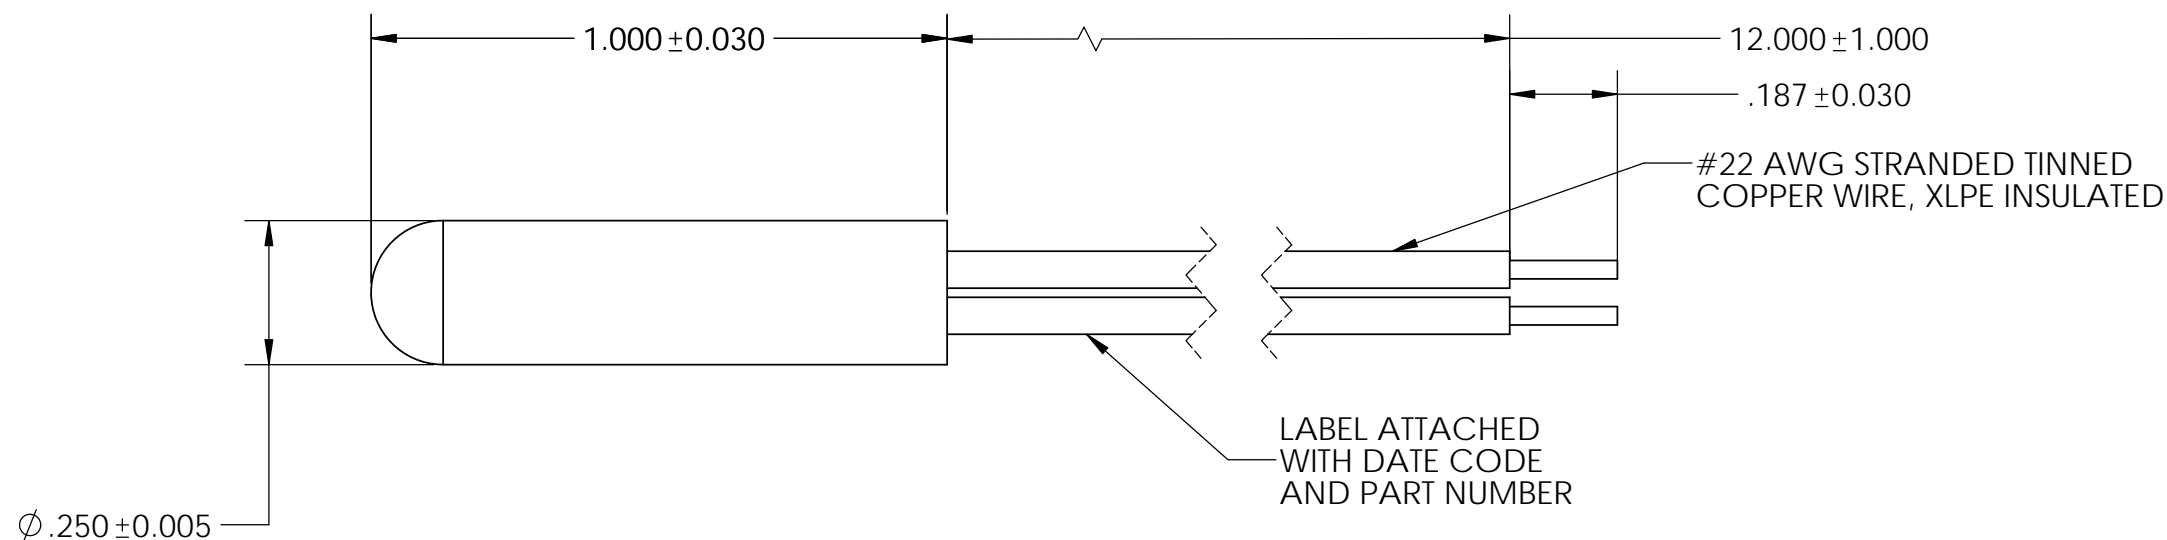 1.000±0.030
12.000±1.000
.187±0.030
#22 AWG STRANDED TINNED
COPPER WIRE, XLPE INSULATED
LABEL ATTACHED
WITH DATE CODE
AND PART NUMBER
∅.250±0.005